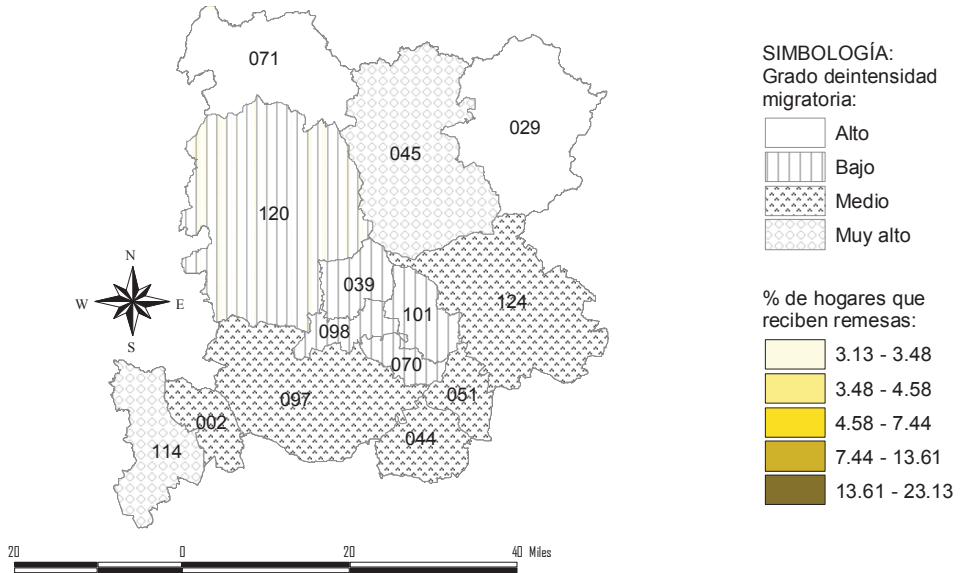 071
029
045
120
039
124
101
098
070
051
097
002
044
114
N
W
E
S
20
0
20
40 Miles
SIMBOLOGÍA:
Grado deintensidad
migratoria:
Alto
Bajo
Medio
Muy alto
% de hogares que
reciben remesas:
3.13 - 3.48
3.48 - 4.58
4.58 - 7.44
7.44 - 13.61
13.61 - 23.13